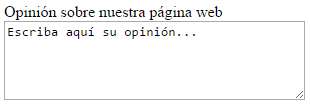 Opinión sobre nuestra página web
Escriba aquí su opinión...